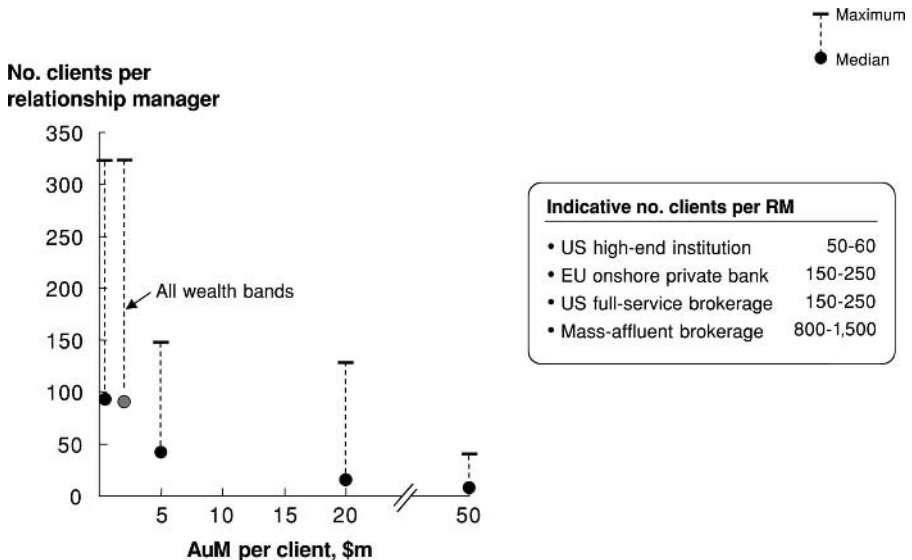 Maximum
Median
No. clients per
relationship manager
350
300
250
200
150
100
50
0
All wealth bands
5 10 15 20 50
AuM per client, $m
Indicative no. clients per RM
• US high-end institution 50-60
• EU onshore private bank 150-250
• US full-service brokerage 150-250
• Mass-affluent brokerage 800-1,500